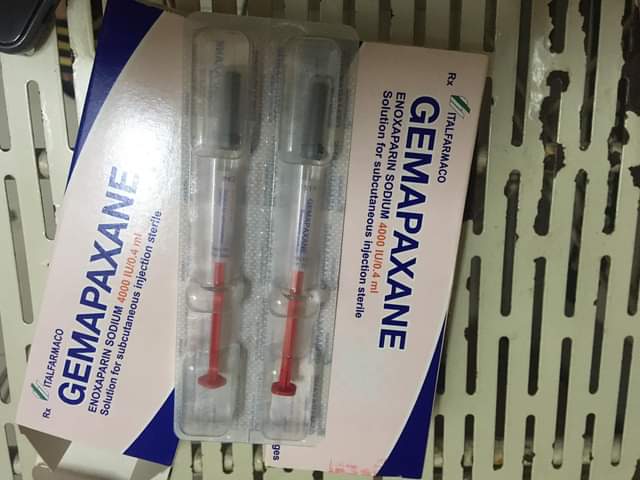 Rx ITALFARMACO
GEMAPAXANE
ENOXAPARIN SODIUM 4000 IU/0.4 ml
Solution for subcutaneous injection sterile
Rx ITALFARMACO
GEMAPAXANE
ENOXAPARIN SODIUM 4000 IU/0.4 ml
Solution for subcutaneous injection sterile
GEMAPAXANE
ges